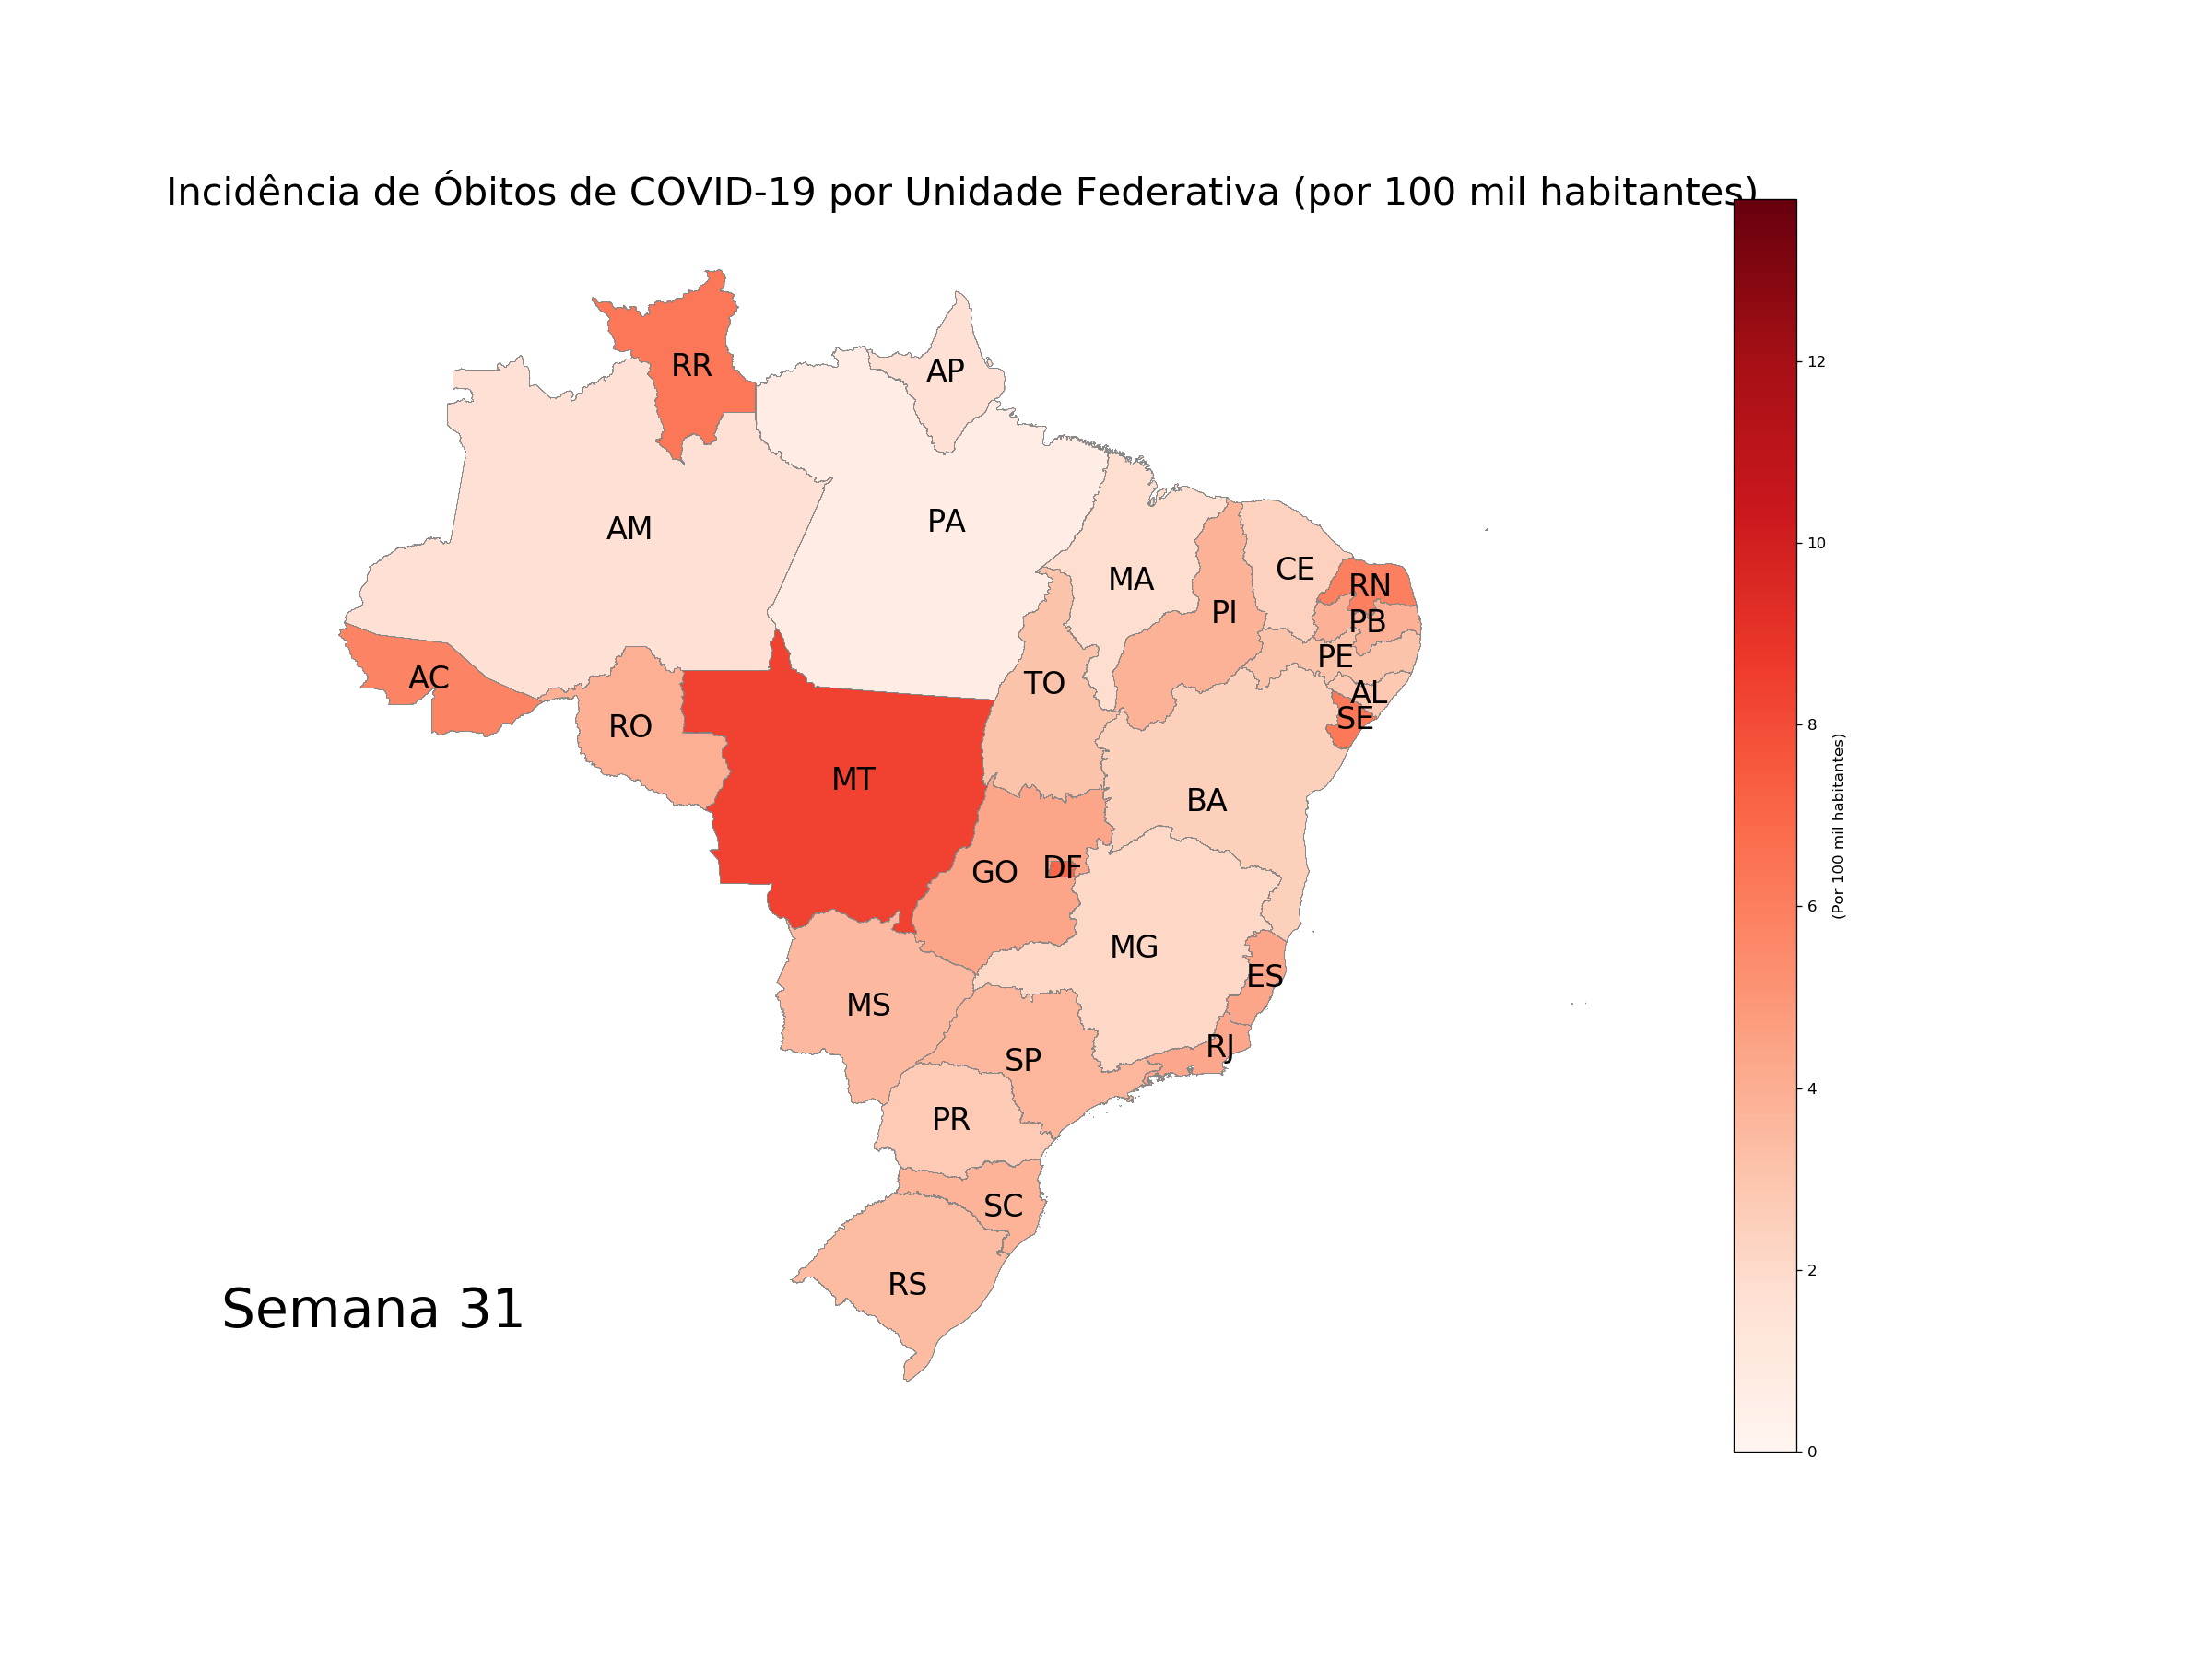 Incidência de Óbitos de COVID-19 por Unidade Federativa (por 100 mil habitantes)
RR
AP
AM
PA
MA
CE
RN
PI
PB
PE
AC
TO
AL
SE
RO
MT
BA
GO
DF
MG
ES
MS
RJ
SP
PR
SC
RS
Semana 31
12
10
8
6
4
2
0
(Por 100 mil habitantes)